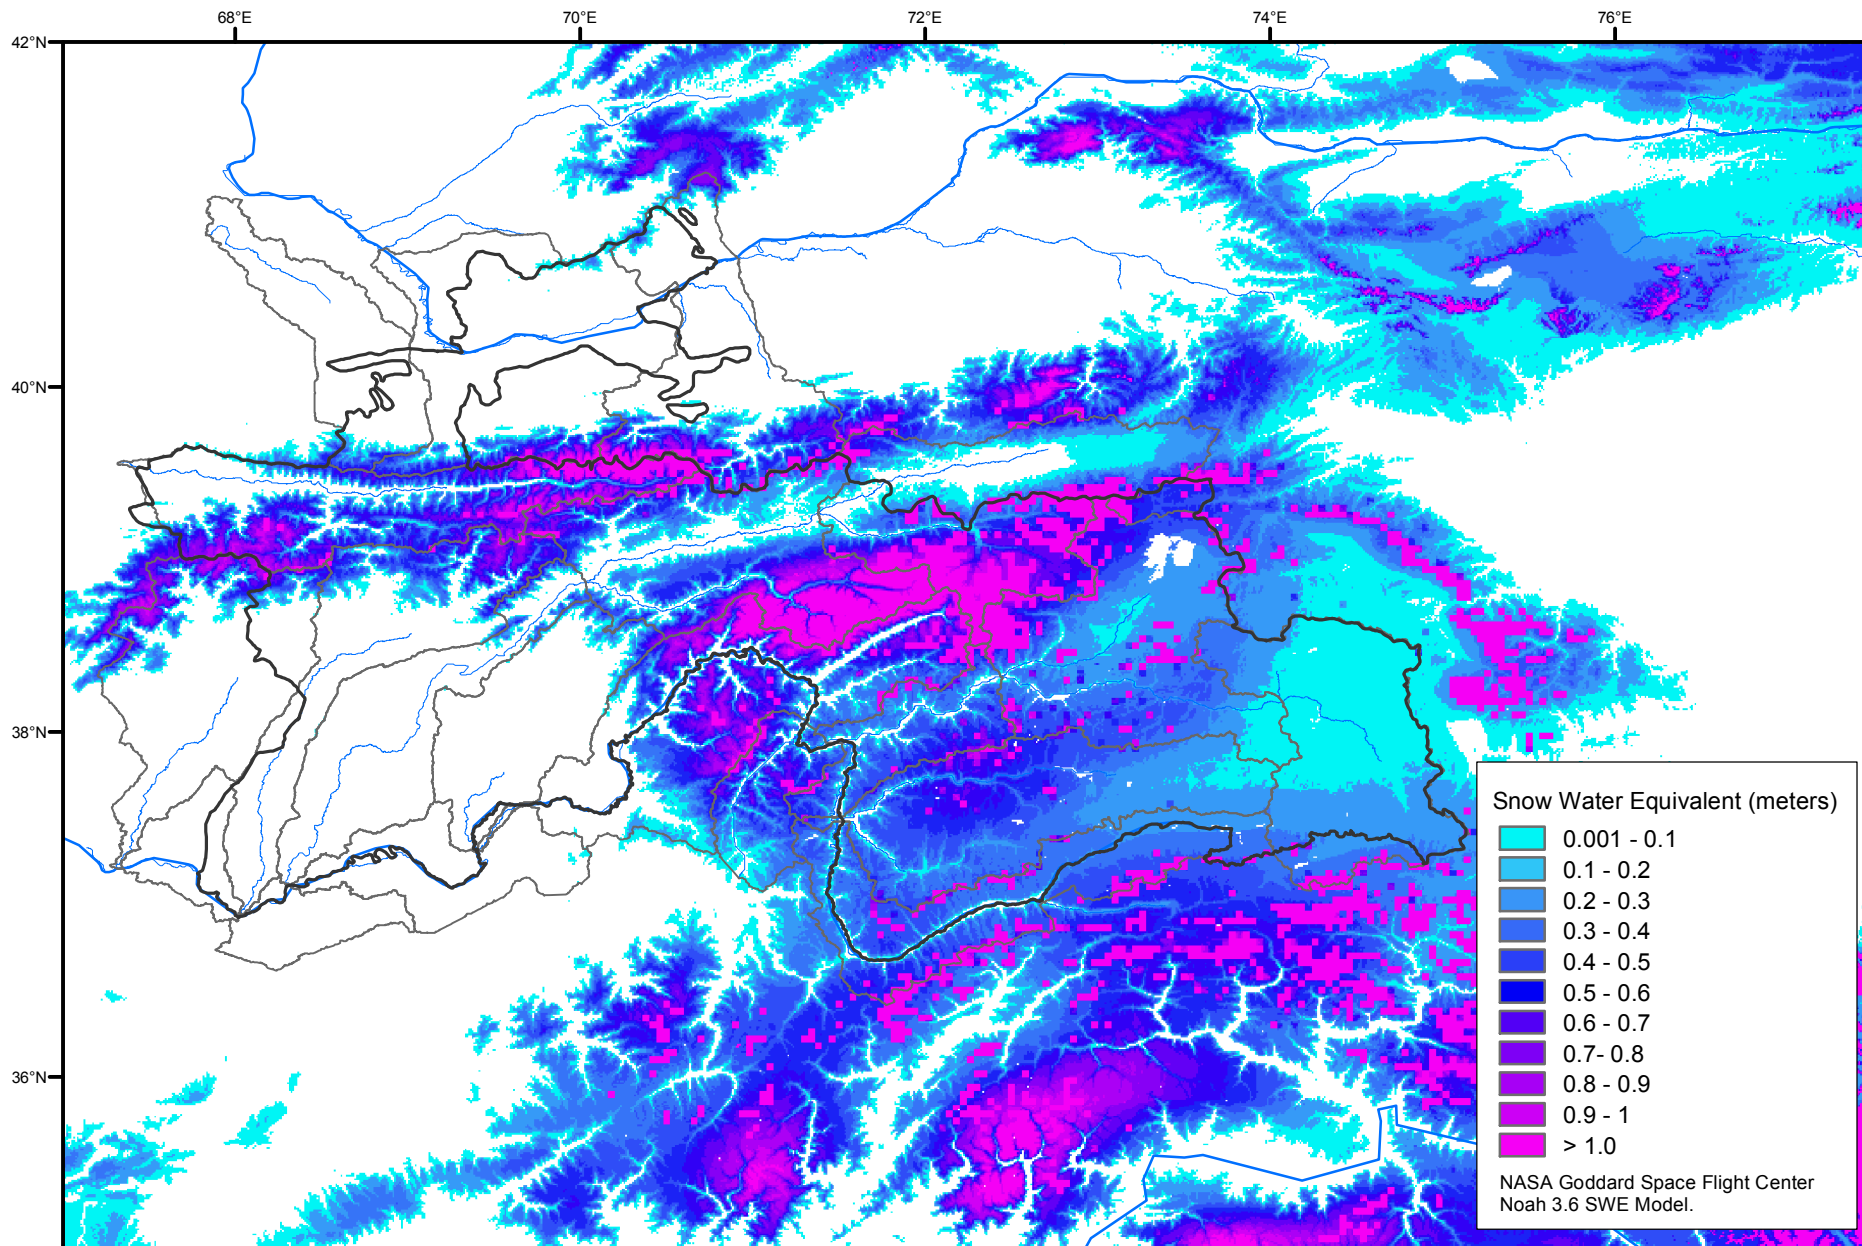 68°E 70°E 72°E 74°E 76°E
42°N
40°N
38°N
36°N
Snow Water Equivalent (meters)
0.001 - 0.1
0.1 - 0.2
0.2 - 0.3
0.3 - 0.4
0.4 - 0.5
0.5 - 0.6
0.6 - 0.7
0.7- 0.8
0.8 - 0.9
0.9 - 1
> 1.0
NASA Goddard Space Flight Center
Noah 3.6 SWE Model.